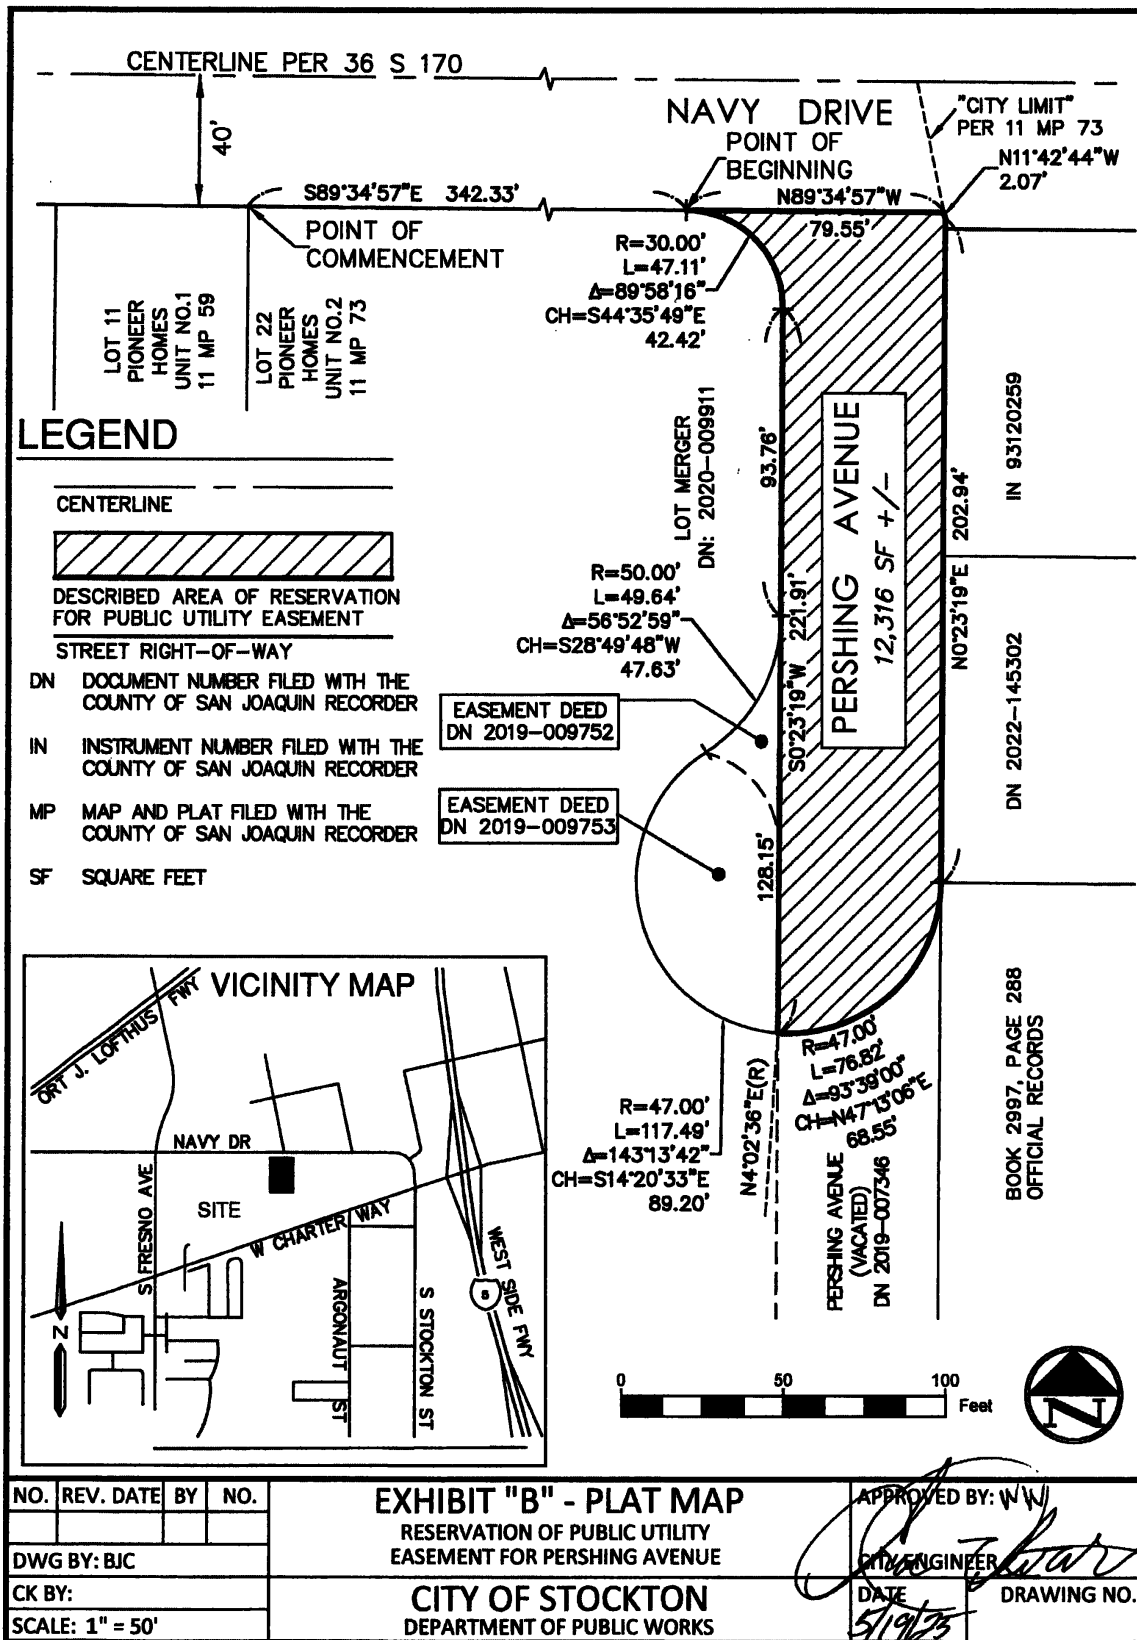 CENTERLINE PER 36 S 170
40'
NAVY DRIVE
"CITY LIMIT"
PER 11 MP 73
N11°42'44"W
2.07'
POINT OF
BEGINNING
S89°34'57"E 342.33'
N89°34'57"W
79.55'
POINT OF
COMMENCEMENT
R=30.00'
L=47.11'
Δ=89°58'16"
CH=S44°35'49"E
42.42'
LOT 11
PIONEER
HOMES
UNIT NO.1
11 MP 59
LOT 22
PIONEER
HOMES
UNIT NO.2
11 MP 73
LEGEND
CENTERLINE
DESCRIBED AREA OF RESERVATION
FOR PUBLIC UTILITY EASEMENT
STREET RIGHT-OF-WAY
DN DOCUMENT NUMBER FILED WITH THE
COUNTY OF SAN JOAQUIN RECORDER
IN INSTRUMENT NUMBER FILED WITH THE
COUNTY OF SAN JOAQUIN RECORDER
MP MAP AND PLAT FILED WITH THE
COUNTY OF SAN JOAQUIN RECORDER
SF SQUARE FEET
LOT MERGER
DN: 2020-009911
93.76'
PERSHING AVENUE
12,316 SF +/-
N0°23'19"E 202.94'
IN 93120259
R=50.00'
L=49.64'
Δ=56°52'59"
CH=S28°49'48"W
47.63'
S0°23'19"W 221.91'
DN 2022-145302
EASEMENT DEED
DN 2019-009752
EASEMENT DEED
DN 2019-009753
128.15'
R=47.00'
L=76.82'
Δ=93°39'00"
CH=N47°13'06"E
68.55'
R=47.00'
L=117.49'
Δ=143°13'42"
CH=S14°20'33"E
89.20'
N4°02'36"E(R)
PERSHING AVENUE
(VACATED)
DN 2019-007346
BOOK 2997, PAGE 288
OFFICIAL RECORDS
VICINITY MAP
ORT J. LOFTHUS FWY
NAVY DR
S FRESNO AVE
SITE
W CHARTER WAY
WEST SIDE FWY
5
ARGONAUT ST
S STOCKTON ST
N
0 50 100
Feet
N
NO. REV. DATE BY NO.
DWG BY: BJC
CK BY:
SCALE: 1" = 50'
EXHIBIT "B" - PLAT MAP
RESERVATION OF PUBLIC UTILITY
EASEMENT FOR PERSHING AVENUE
CITY OF STOCKTON
DEPARTMENT OF PUBLIC WORKS
APPROVED BY: WW
CITY ENGINEER
DATE
5/19/25
DRAWING NO.